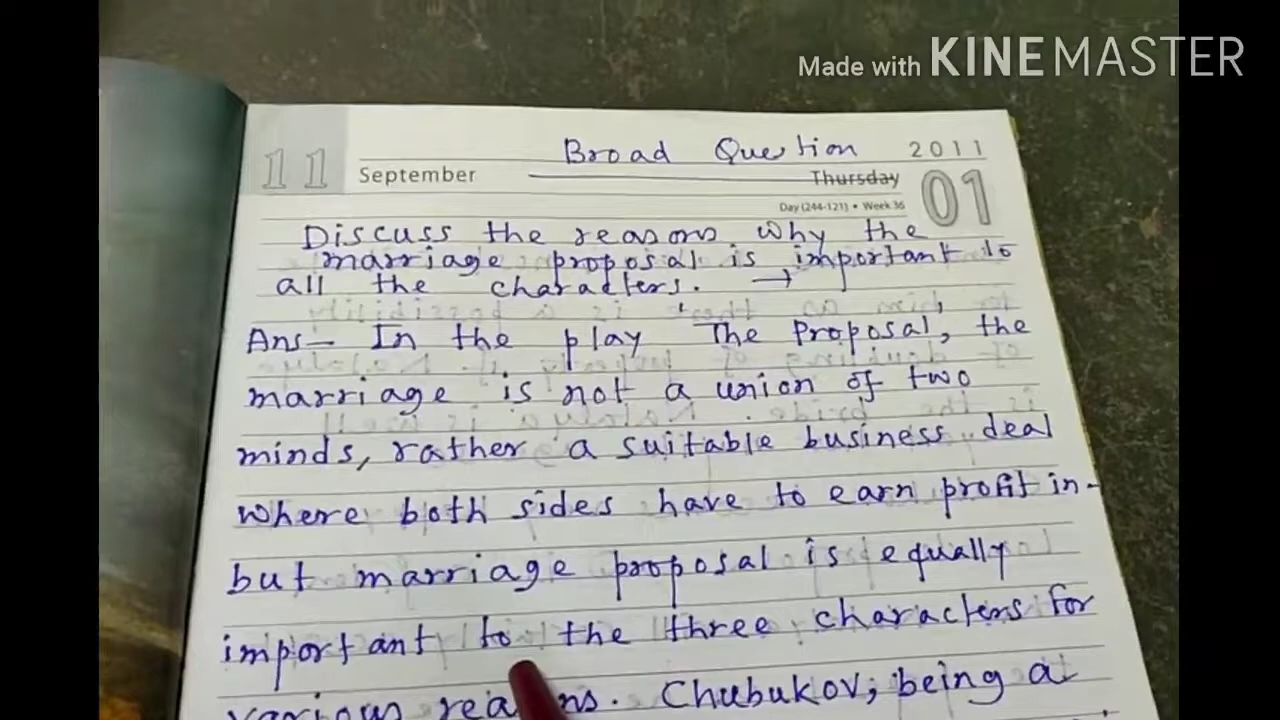 Made with KINEMASTER
Broad Question
2011
11 September
Thursday
01
Day (244-121) • Week 36
Discuss the reasons why the
marriage proposal is important to
all the characters. →
Ans – In the play The Proposal, the
marriage is not a union of two
minds, rather a suitable business deal
where both sides have to earn profit in-
but marriage proposal is equally
important to the three characters for
various reasons. Chubukov, being a